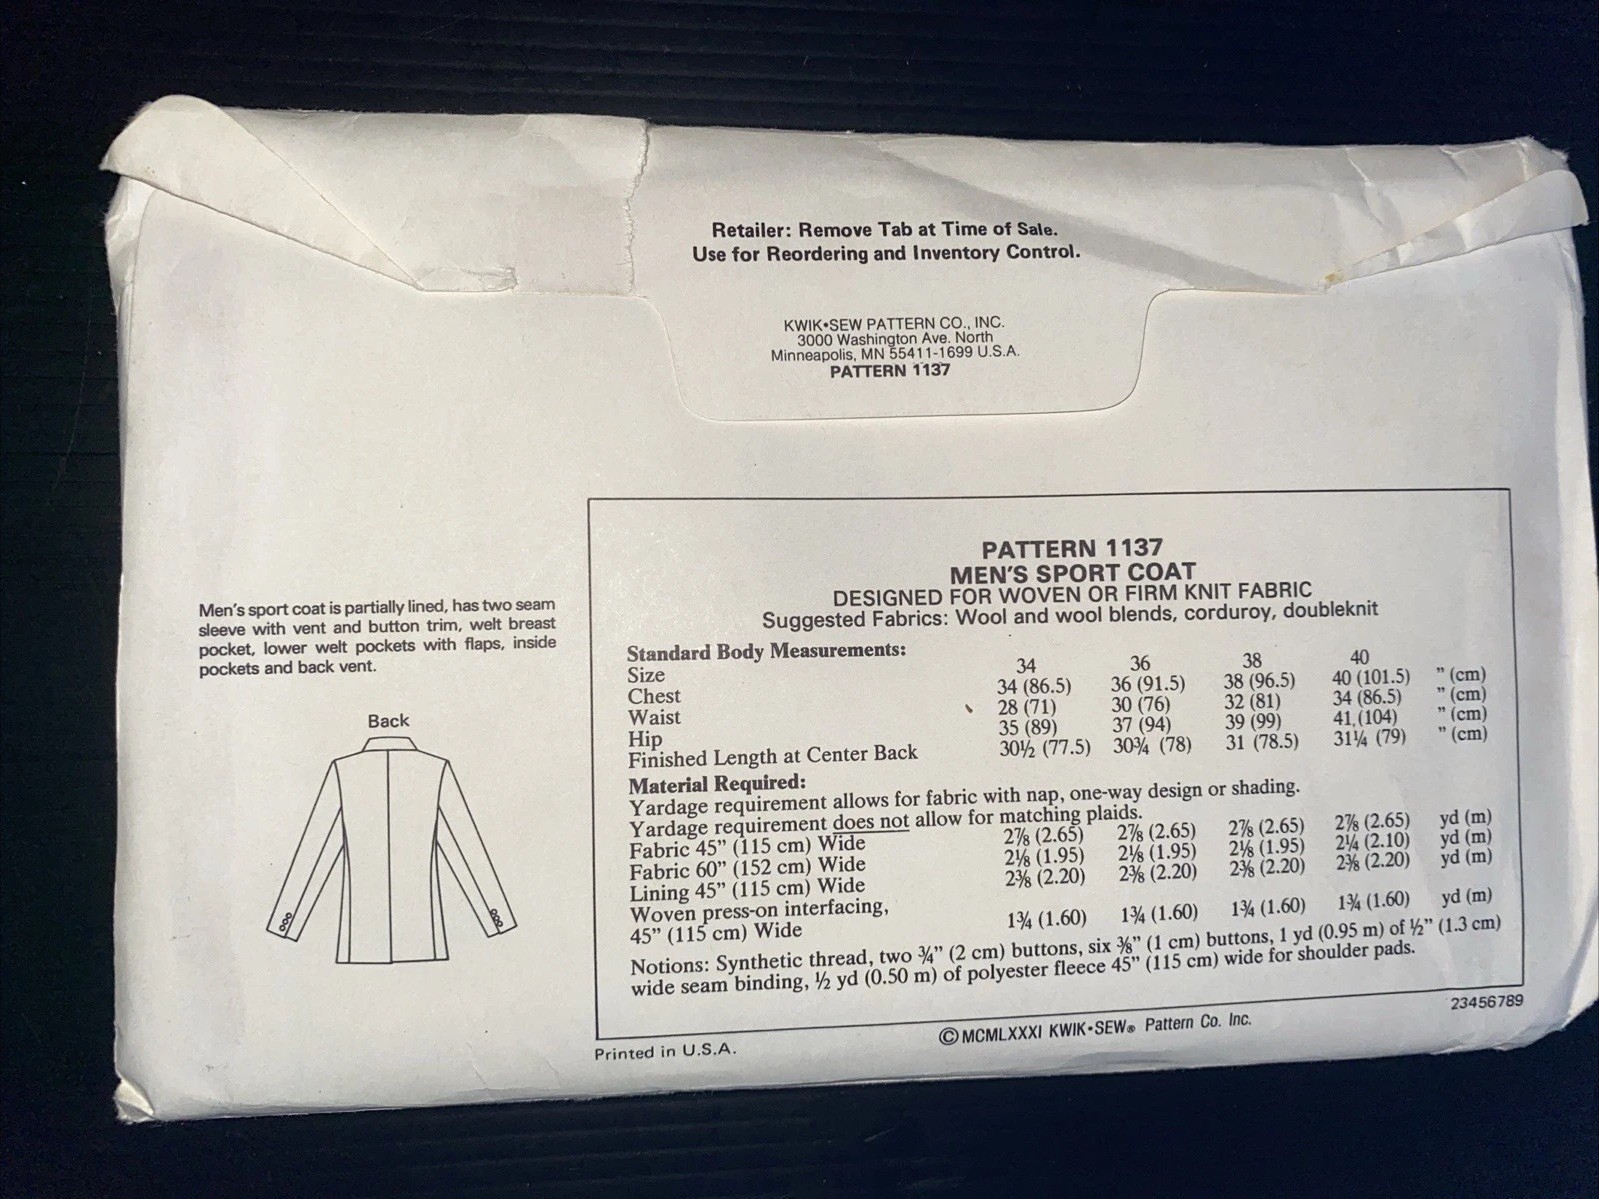 Retailer: Remove Tab at Time of Sale.
Use for Reordering and Inventory Control.
KWIK•SEW PATTERN CO., INC.
3000 Washington Ave. North
Minneapolis, MN 55411-1699 U.S.A.
PATTERN 1137
Men's sport coat is partially lined, has two seam
sleeve with vent and button trim, welt breast
pocket, lower welt pockets with flaps, inside
pockets and back vent.
Back
PATTERN 1137
MEN'S SPORT COAT
DESIGNED FOR WOVEN OR FIRM KNIT FABRIC
Suggested Fabrics: Wool and wool blends, corduroy, doubleknit
Standard Body Measurements:
Size 34 36 38 40
Chest 34 (86.5) 36 (91.5) 38 (96.5) 40 (101.5) " (cm)
Waist 28 (71) 30 (76) 32 (81) 34 (86.5) " (cm)
Hip 35 (89) 37 (94) 39 (99) 41 (104) " (cm)
Finished Length at Center Back 30½ (77.5) 30¾ (78) 31 (78.5) 31¼ (79) " (cm)
Material Required:
Yardage requirement allows for fabric with nap, one-way design or shading.
Yardage requirement does not allow for matching plaids.
Fabric 45" (115 cm) Wide 2⅞ (2.65) 2⅞ (2.65) 2⅞ (2.65) 2⅞ (2.65) yd (m)
Fabric 60" (152 cm) Wide 2⅛ (1.95) 2⅛ (1.95) 2⅛ (1.95) 2¼ (2.10) yd (m)
Lining 45" (115 cm) Wide 2⅜ (2.20) 2⅜ (2.20) 2⅜ (2.20) 2⅜ (2.20) yd (m)
Woven press-on interfacing,
45" (115 cm) Wide 1¾ (1.60) 1¾ (1.60) 1¾ (1.60) 1¾ (1.60) yd (m)
Notions: Synthetic thread, two ¾" (2 cm) buttons, six ⅜" (1 cm) buttons, 1 yd (0.95 m) of ½" (1.3 cm)
wide seam binding, ½ yd (0.50 m) of polyester fleece 45" (115 cm) wide for shoulder pads.
23456789
©MCMLXXXI KWIK•SEW® Pattern Co. Inc.
Printed in U.S.A.